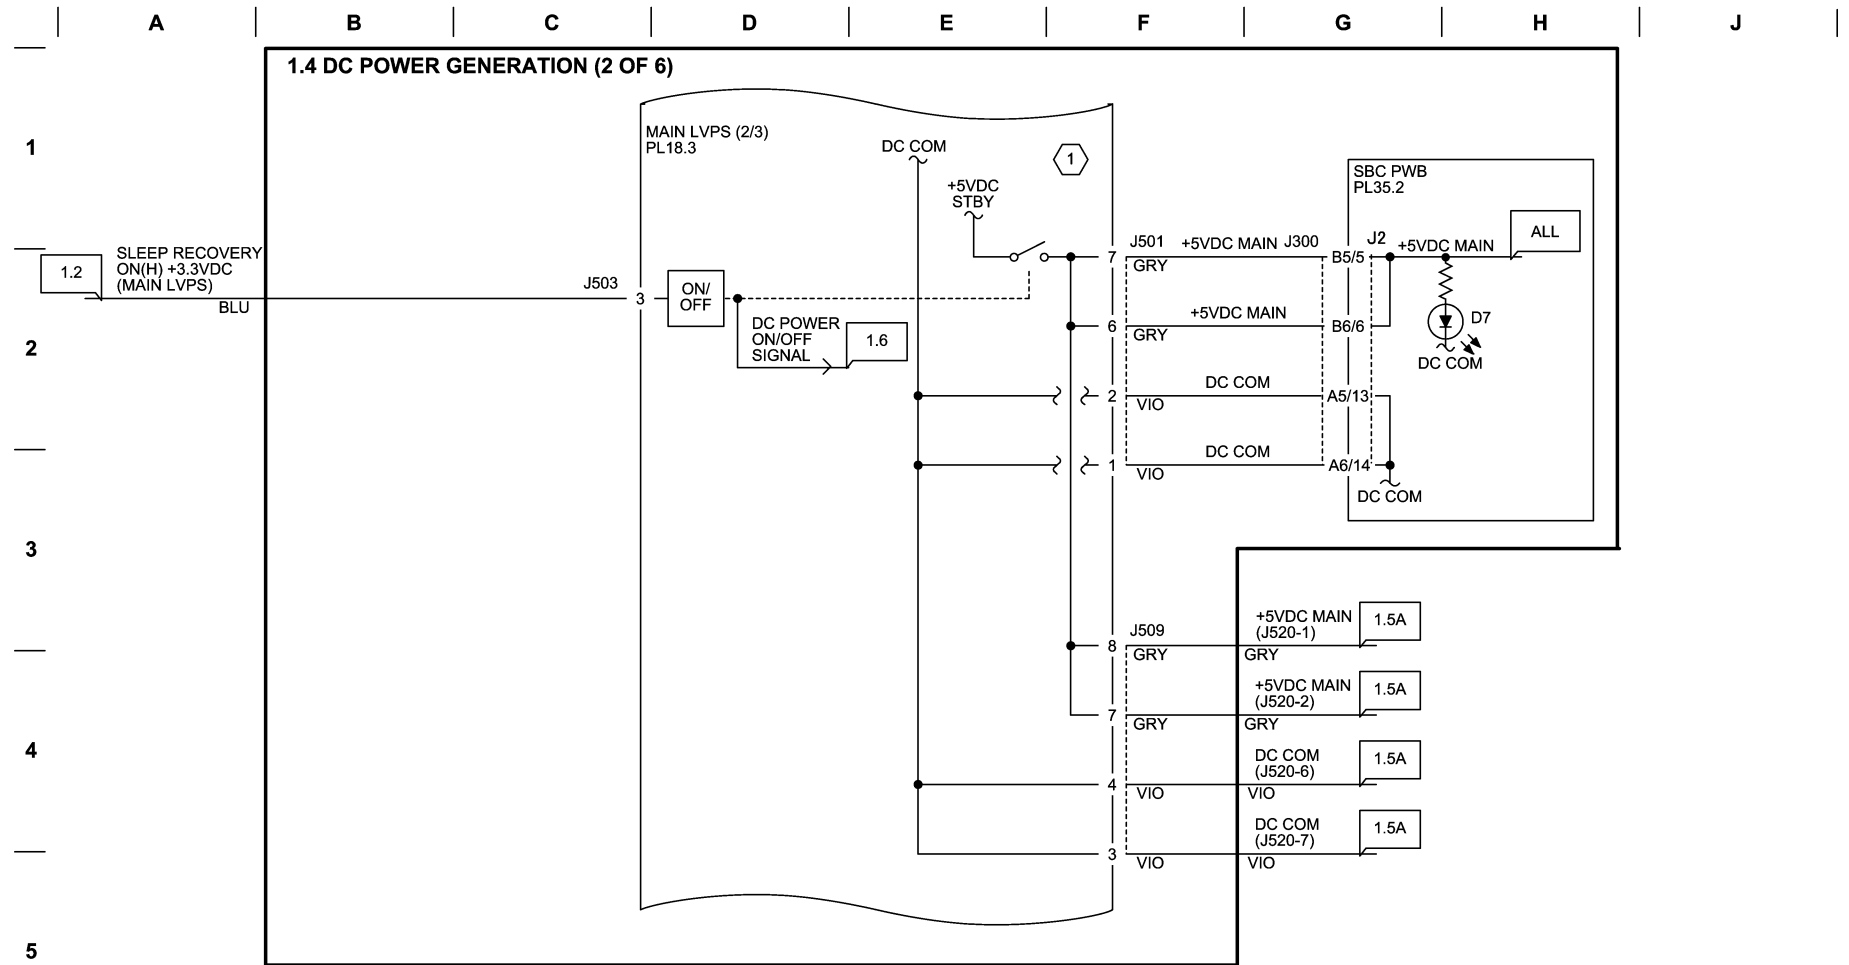 A B C D E F G H J
1.4 DC POWER GENERATION (2 OF 6)
1
MAIN LVPS (2/3)
PL18.3
DC COM
1
+5VDC
STBY
SBC PWB
PL35.2
ALL
SLEEP RECOVERY
ON(H) +3.3VDC
(MAIN LVPS)
1.2
BLU
J503
3
ON/
OFF
7
J501
+5VDC MAIN
J300
J2
GRY
B5/5
+5VDC MAIN
2
DC POWER
ON/OFF
SIGNAL
1.6
6
+5VDC MAIN
GRY
B6/6
D7
DC COM
2
DC COM
VIO
A5/13
1
DC COM
VIO
A6/14
DC COM
3
J509
8
GRY
+5VDC MAIN
(J520-1)
GRY
1.5A
7
GRY
+5VDC MAIN
(J520-2)
GRY
1.5A
4
4
VIO
DC COM
(J520-6)
VIO
1.5A
3
VIO
DC COM
(J520-7)
VIO
1.5A
5